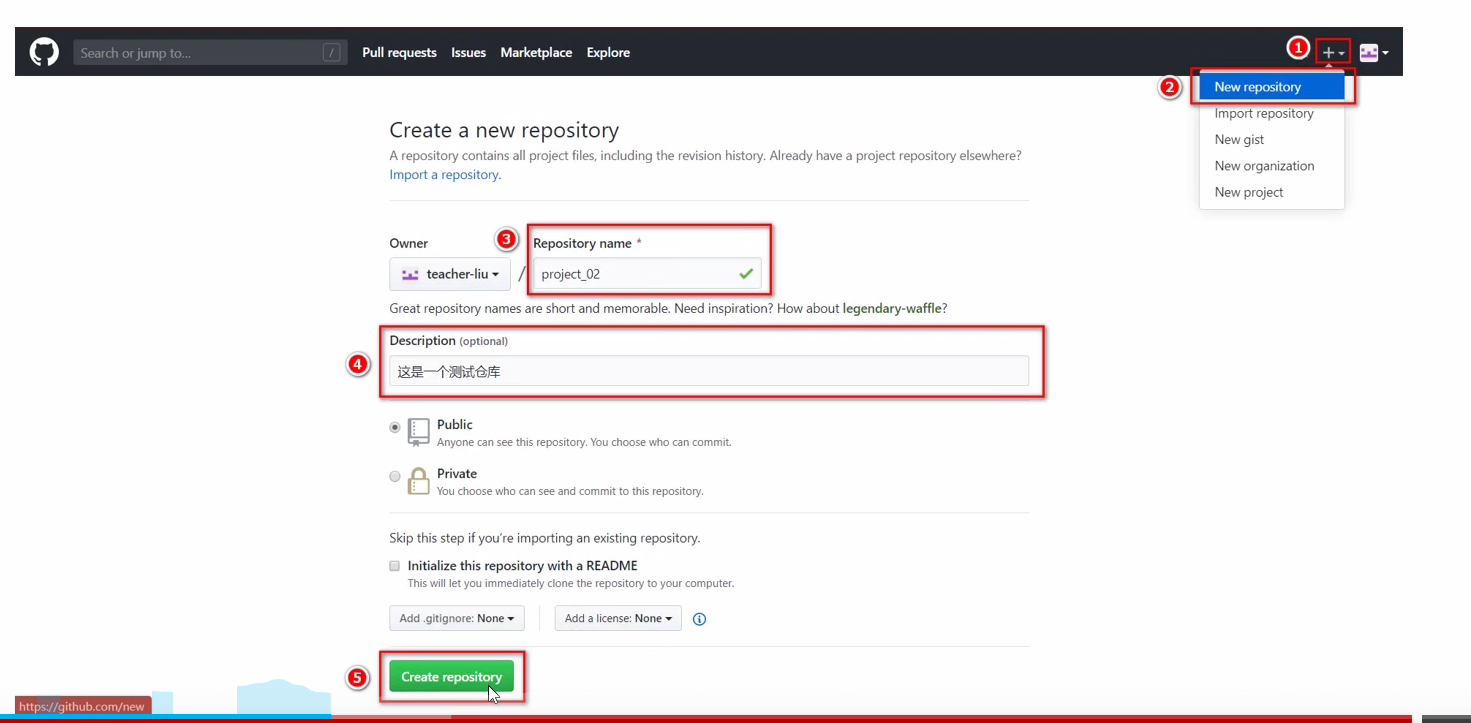 Search or jump to... / Pull requests Issues Marketplace Explore 1
2 New repository
Import repository
New gist
New organization
New project
Create a new repository
A repository contains all project files, including the revision history. Already have a project repository elsewhere?
Import a repository.
Owner 3 Repository name *
teacher-liu / project_02
Great repository names are short and memorable. Need inspiration? How about legendary-waffle?
Description (optional)
4 这是一个测试仓库
Public
Anyone can see this repository. You choose who can commit.
Private
You choose who can see and commit to this repository.
Skip this step if you're importing an existing repository.
Initialize this repository with a README
This will let you immediately clone the repository to your computer.
Add .gitignore: None Add a license: None
5 Create repository
https://github.com/new